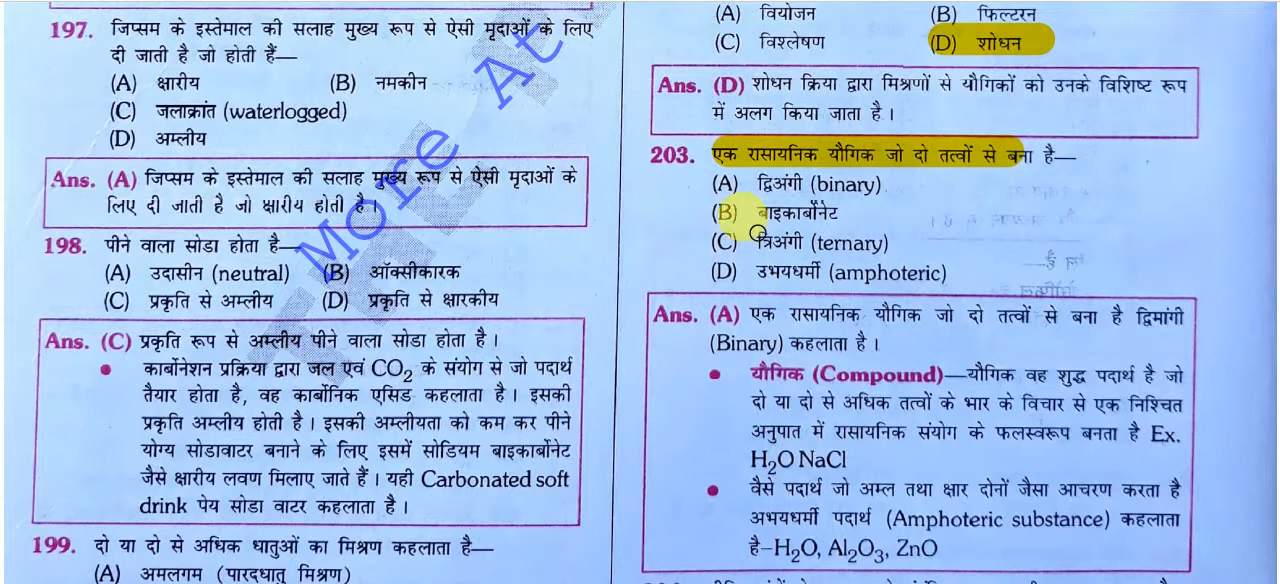 197. जिप्सम के इस्तेमाल की सलाह मुख्य रूप से ऐसी मृदाओं के लिए
दी जाती है जो होती हैं—
(A) क्षारीय (B) नमकीन
(C) जलाक्रांत (waterlogged)
(D) अम्लीय
Ans. (A) जिप्सम के इस्तेमाल की सलाह मुख्य रूप से ऐसी मृदाओं के
लिए दी जाती है जो क्षारीय होती है।
198. पीने वाला सोडा होता है—
(A) उदासीन (neutral) (B) ऑक्सीकारक
(C) प्रकृति से अम्लीय (D) प्रकृति से क्षारकीय
Ans. (C) प्रकृति रूप से अम्लीय पीने वाला सोडा होता है।
● कार्बोनेशन प्रक्रिया द्वारा जल एवं CO2 के संयोग से जो पदार्थ
तैयार होता है, वह कार्बोनिक एसिड कहलाता है। इसकी
प्रकृति अम्लीय होती है। इसकी अम्लीयता को कम कर पीने
योग्य सोडावाटर बनाने के लिए इसमें सोडियम बाइकार्बोनेट
जैसे क्षारीय लवण मिलाए जाते हैं। यही Carbonated soft
drink पेय सोडा वाटर कहलाता है।
199. दो या दो से अधिक धातुओं का मिश्रण कहलाता है—
(A) अमलगम (पारदधातु मिश्रण)
More At
(A) वियोजन (B) फिल्टरन
(C) विश्लेषण (D) शोधन
Ans. (D) शोधन क्रिया द्वारा मिश्रणों से यौगिकों को उनके विशिष्ट रूप
में अलग किया जाता है।
203. एक रासायनिक यौगिक जो दो तत्वों से बना है—
(A) द्विअंगी (binary)
(B) बाइकार्बोनेट
(C) त्रिअंगी (ternary)
(D) उभयधर्मी (amphoteric)
Ans. (A) एक रासायनिक यौगिक जो दो तत्वों से बना है द्विमांगी
(Binary) कहलाता है।
● यौगिक (Compound)—यौगिक वह शुद्ध पदार्थ है जो
दो या दो से अधिक तत्वों के भार के विचार से एक निश्चित
अनुपात में रासायनिक संयोग के फलस्वरूप बनता है Ex.
H2O NaCl
● वैसे पदार्थ जो अम्ल तथा क्षार दोनों जैसा आचरण करता है
अभयधर्मी पदार्थ (Amphoteric substance) कहलाता
है–H2O, Al2O3, ZnO